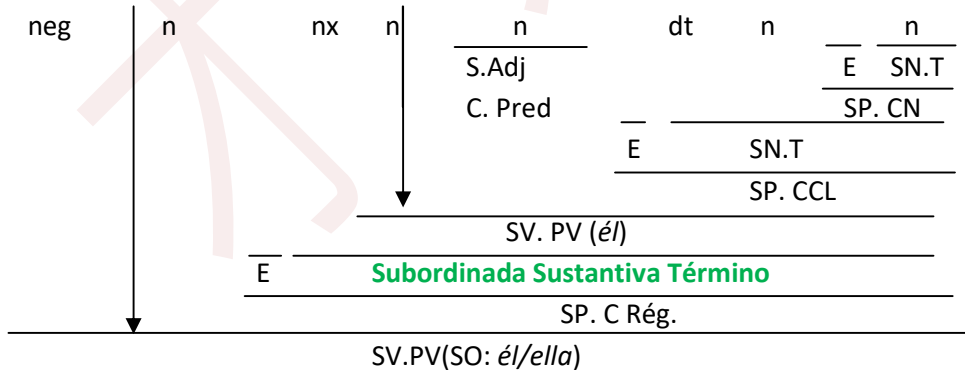 neg n nx n n dt n n
S.Adj E SN.T
C. Pred SP. CN
E SN.T
SP. CCL
SV. PV (él)
E Subordinada Sustantiva Término
SP. C Rég.
SV.PV(SO: él/ella)